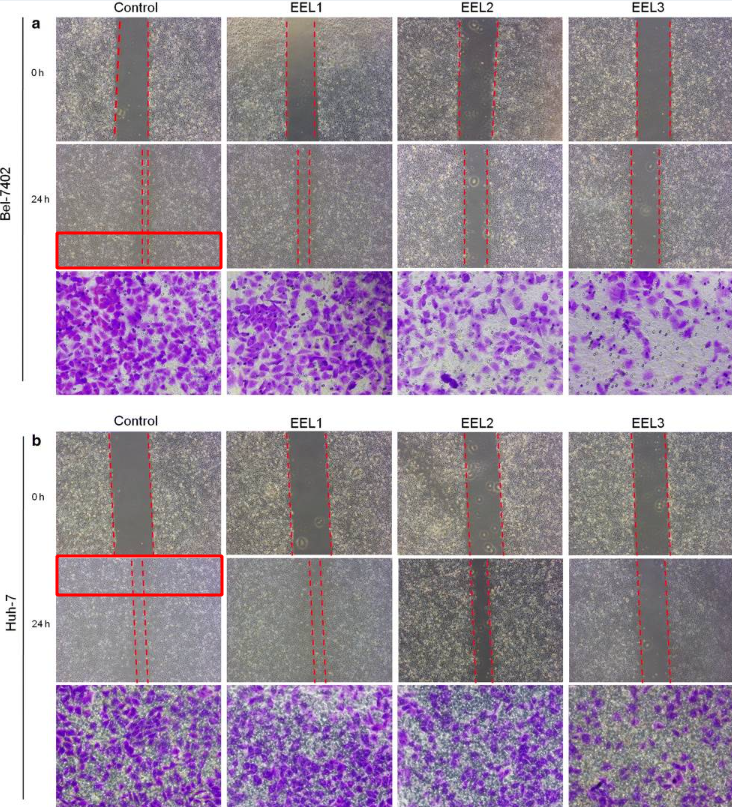 a
Control EEL1 EEL2 EEL3
0 h
Bel-7402
24 h
b
Control EEL1 EEL2 EEL3
0 h
Huh-7
24 h